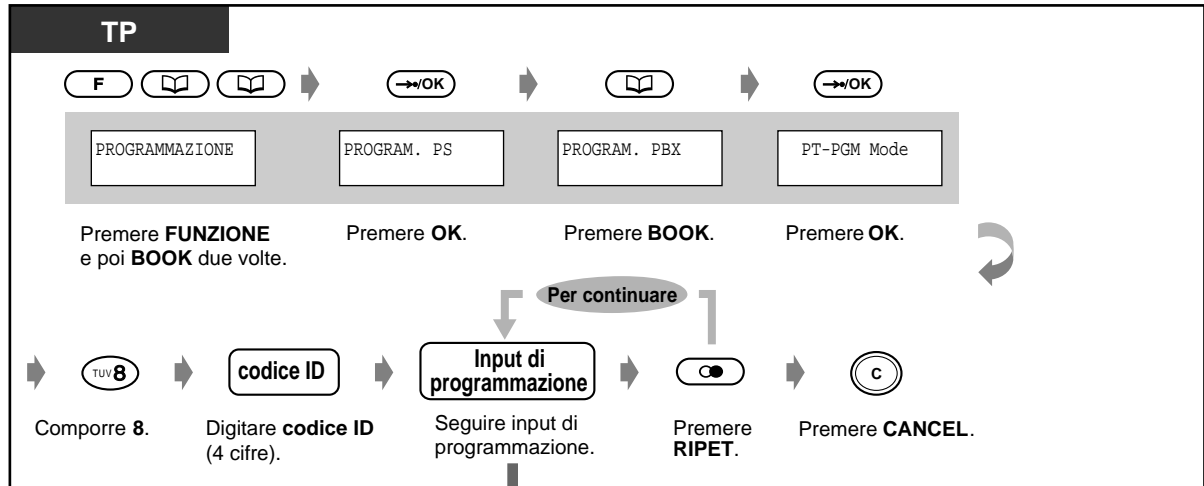 TP
F
→•/OK
→•/OK
PROGRAMMAZIONE
PROGRAM. PS
PROGRAM. PBX
PT-PGM Mode
Premere FUNZIONE
e poi BOOK due volte.
Premere OK.
Premere BOOK.
Premere OK.
Per continuare
TUV8
codice ID
Input di
programmazione
C
Comporre 8.
Digitare codice ID
(4 cifre).
Seguire input di
programmazione.
Premere
RIPET.
Premere CANCEL.